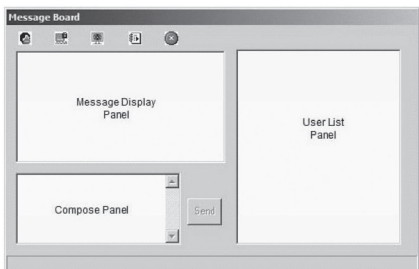 Message Board
Message Display
Panel
User List
Panel
Compose Panel
Send